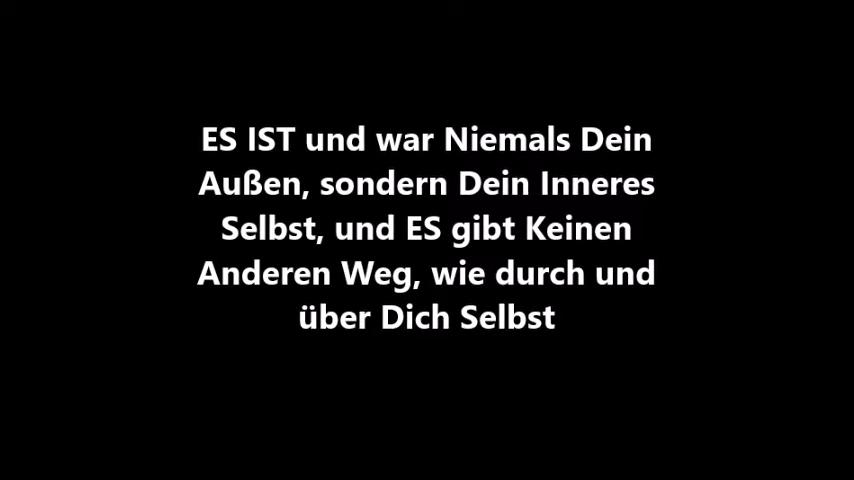 ES IST und war Niemals Dein
Außen, sondern Dein Inneres
Selbst, und ES gibt Keinen
Anderen Weg, wie durch und
über Dich Selbst